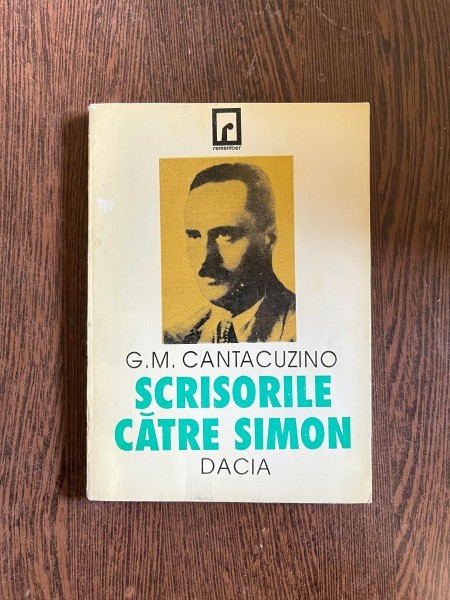 remember
G.M. CANTACUZINO
SCRISORILE
CĂTRE SIMON
DACIA